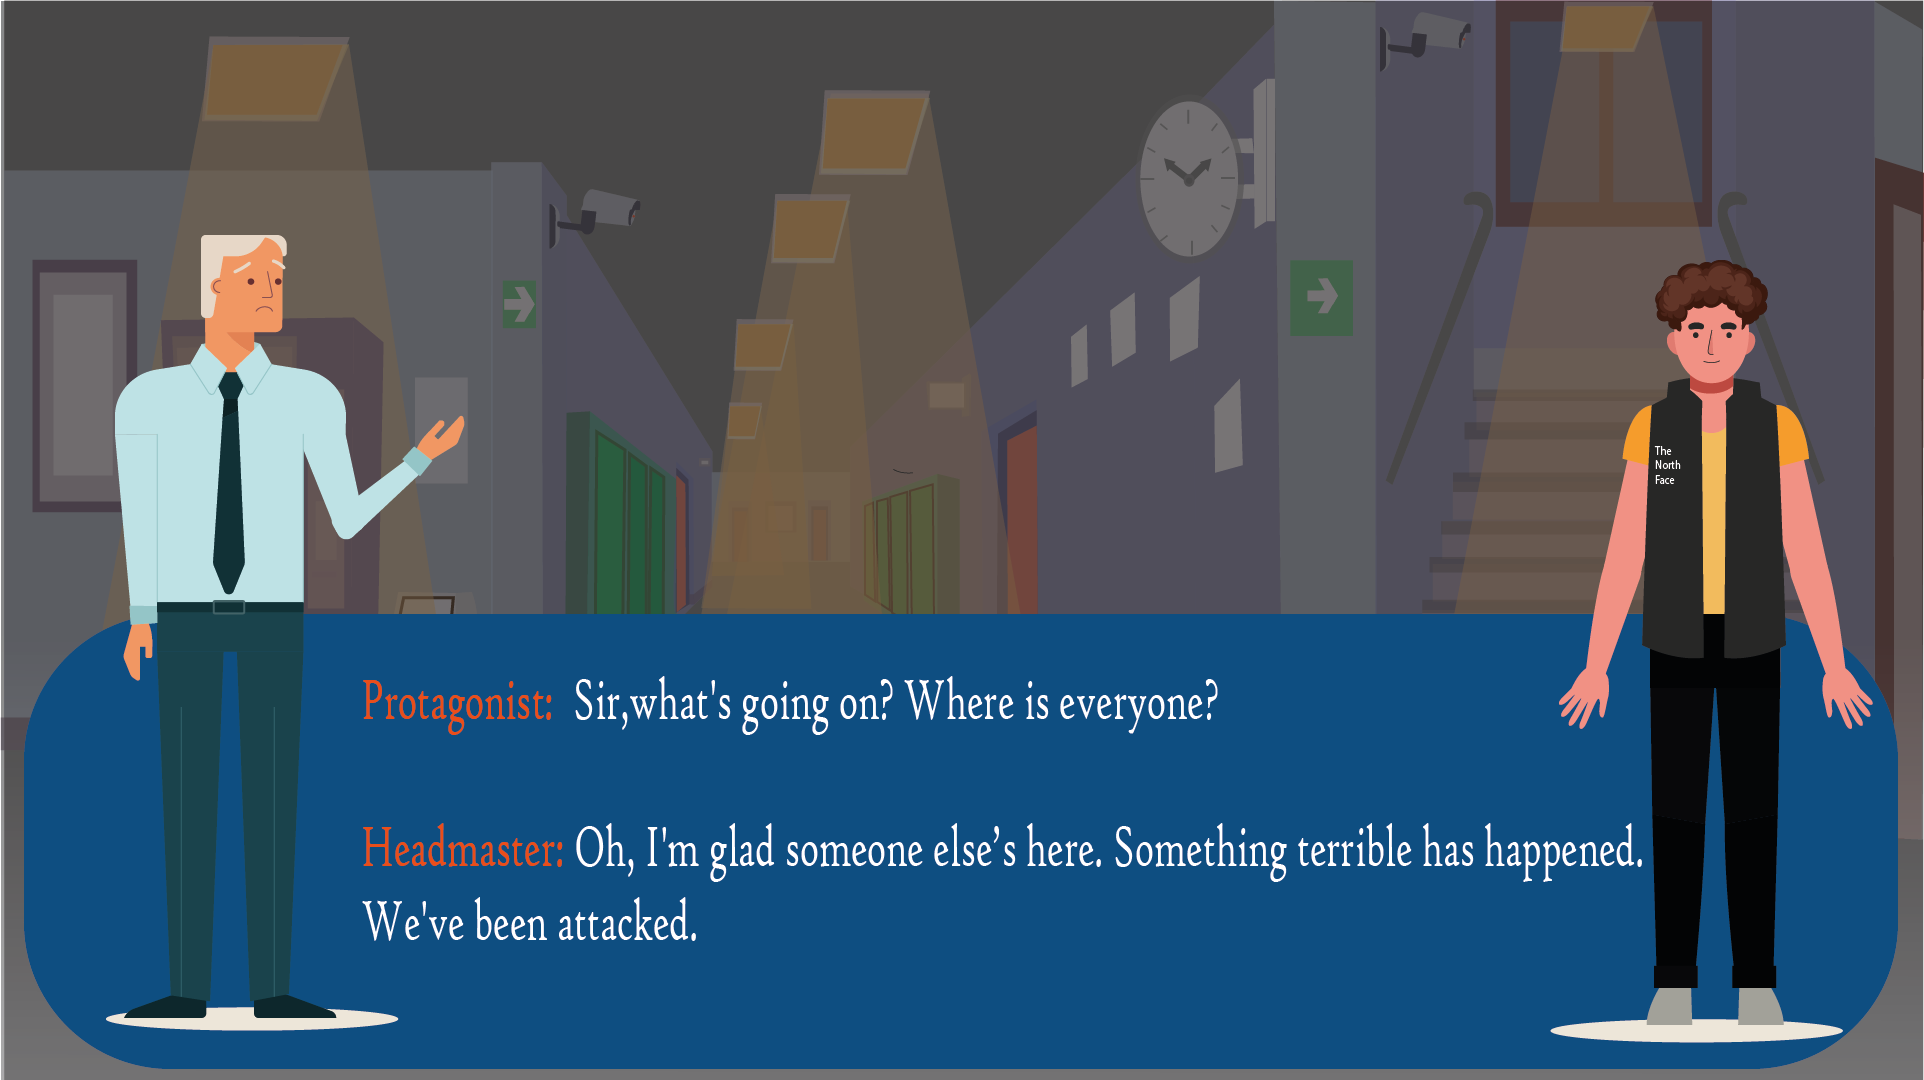 The
North
Face
Protagonist: Sir,what's going on? Where is everyone?
Headmaster: Oh, I'm glad someone else’s here. Something terrible has happened.
We've been attacked.